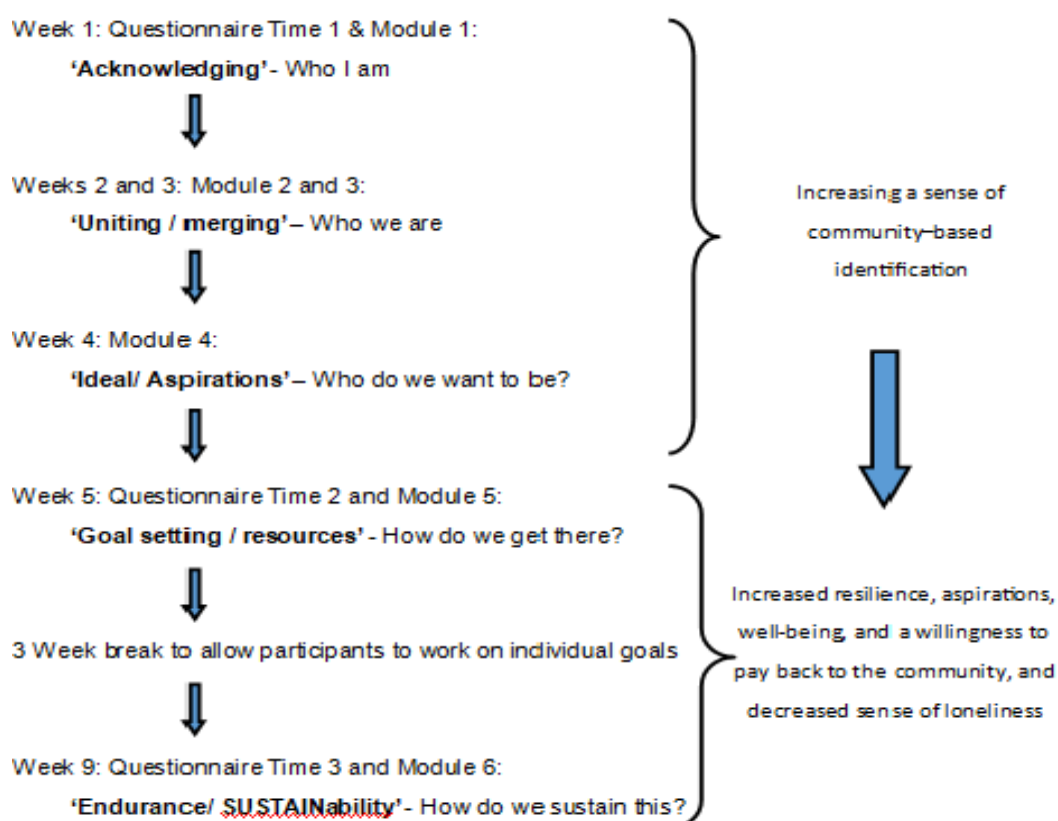 Week 1: Questionnaire Time 1 & Module 1:
‘Acknowledging’ - Who I am
Weeks 2 and 3: Module 2 and 3:
‘Uniting / merging’ – Who we are
Week 4: Module 4:
‘Ideal/ Aspirations’ – Who do we want to be?
Week 5: Questionnaire Time 2 and Module 5:
‘Goal setting / resources’ - How do we get there?
3 Week break to allow participants to work on individual goals
Week 9: Questionnaire Time 3 and Module 6:
‘Endurance/ SUSTAINability’ - How do we sustain this?
Increasing a sense of
community–based
identification
Increased resilience, aspirations,
well-being, and a willingness to
pay back to the community, and
decreased sense of loneliness